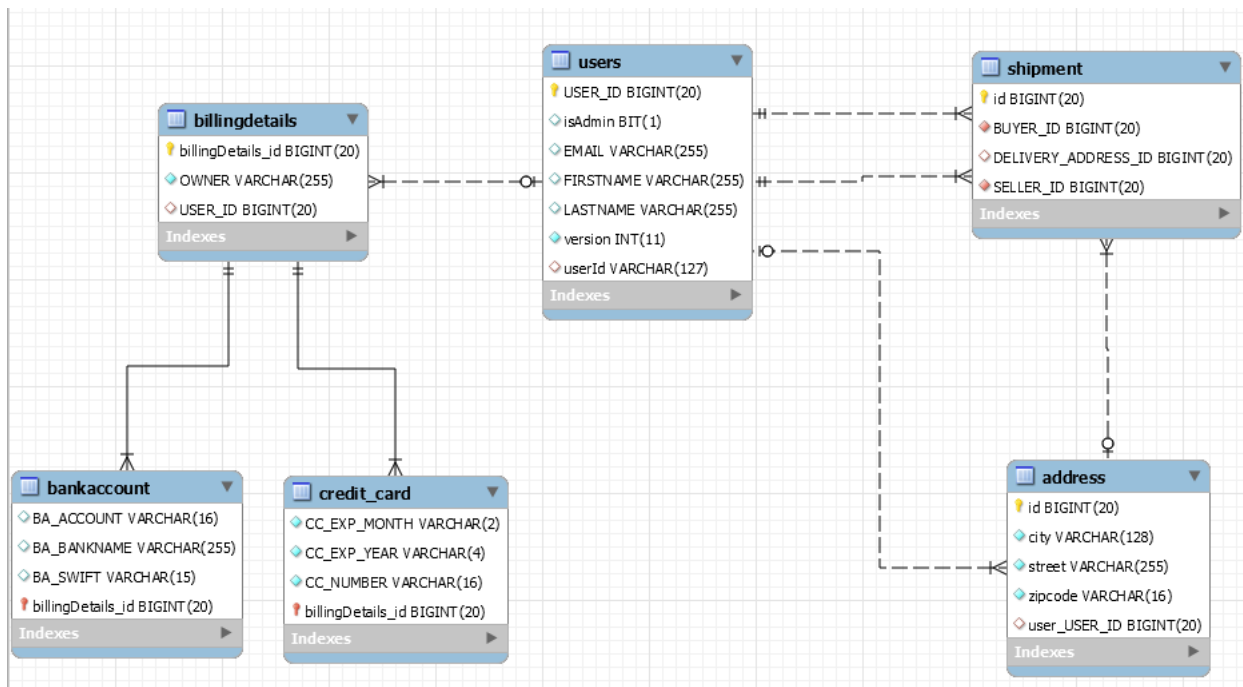 billingdetails
billingDetails_id BIGINT(20)
OWNER VARCHAR(255)
USER_ID BIGINT(20)
Indexes
users
USER_ID BIGINT(20)
isAdmin BIT(1)
EMAIL VARCHAR(255)
FIRSTNAME VARCHAR(255)
LASTNAME VARCHAR(255)
version INT(11)
userId VARCHAR(127)
Indexes
shipment
id BIGINT(20)
BUYER_ID BIGINT(20)
DELIVERY_ADDRESS_ID BIGINT(20)
SELLER_ID BIGINT(20)
Indexes
bankaccount
BA_ACCOUNT VARCHAR(16)
BA_BANKNAME VARCHAR(255)
BA_SWIFT VARCHAR(15)
billingDetails_id BIGINT(20)
Indexes
credit_card
CC_EXP_MONTH VARCHAR(2)
CC_EXP_YEAR VARCHAR(4)
CC_NUMBER VARCHAR(16)
billingDetails_id BIGINT(20)
Indexes
address
id BIGINT(20)
city VARCHAR(128)
street VARCHAR(255)
zipcode VARCHAR(16)
user_USER_ID BIGINT(20)
Indexes